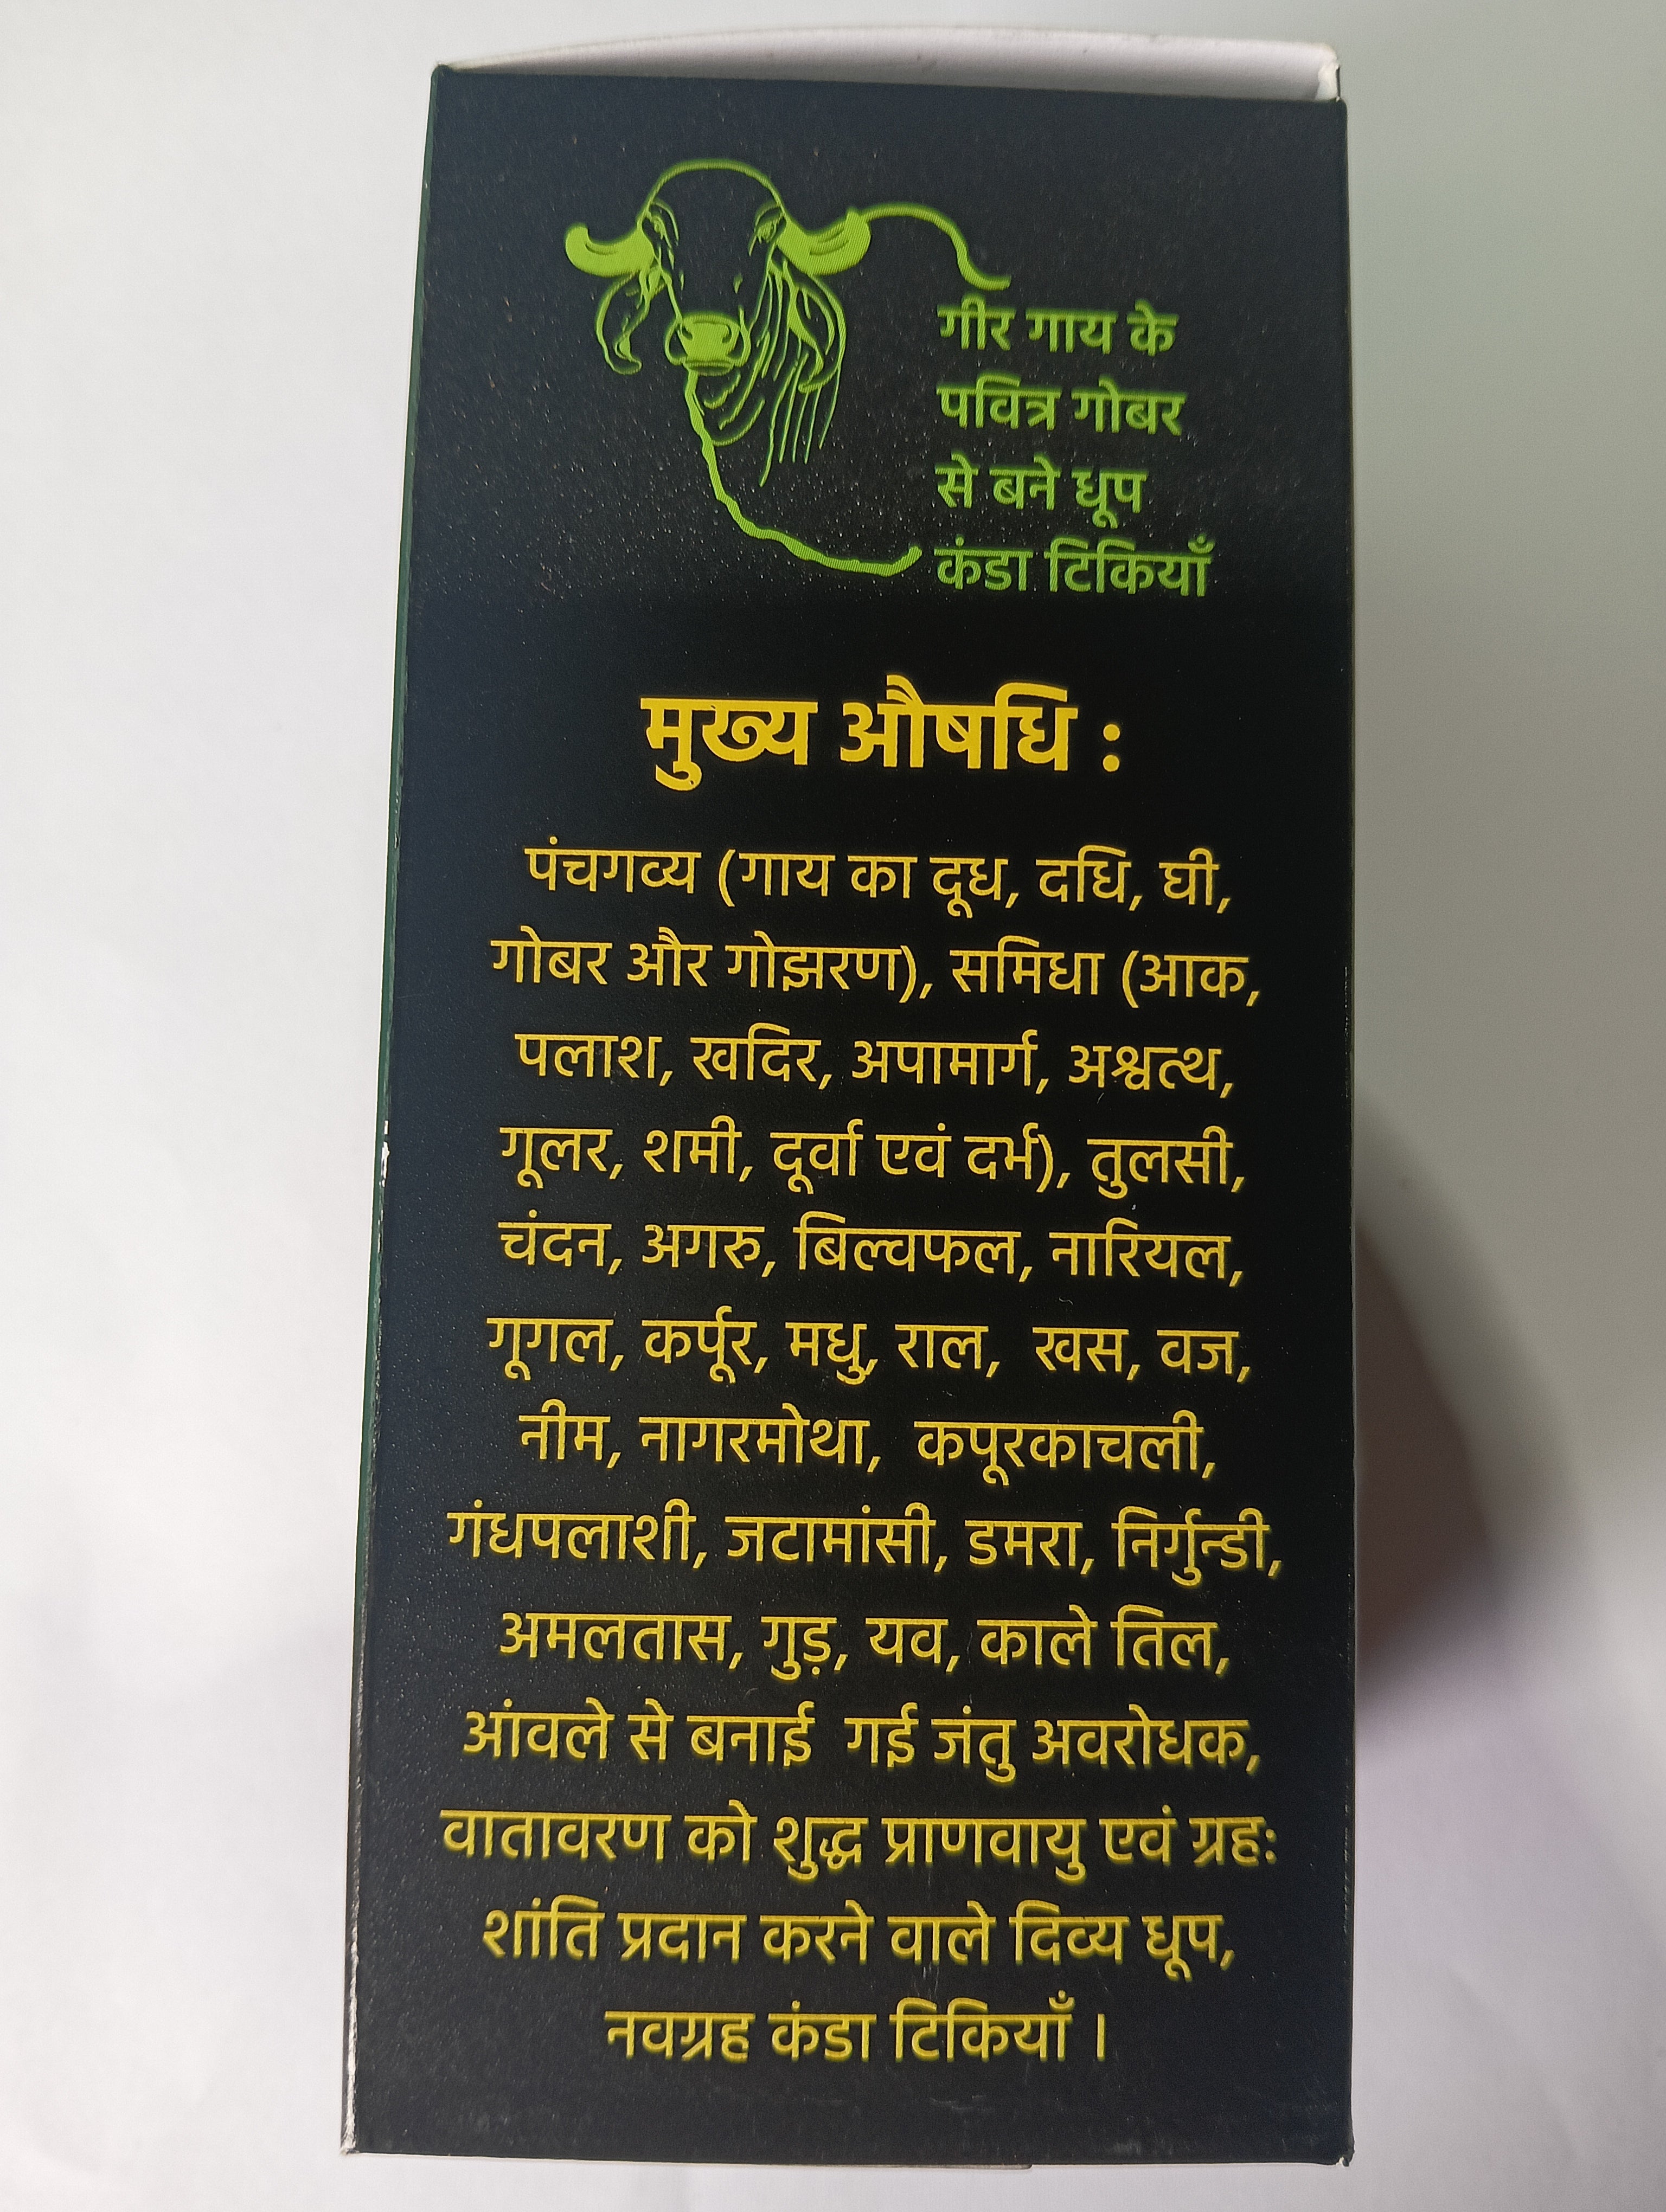 गीर गाय के
पवित्र गोबर
से बने धूप
कंडा टिकियाँ
मुख्य औषधि :
पंचगव्य (गाय का दूध, दधि, घी,
गोबर और गोझरण), समिधा (आक,
पलाश, खदिर, अपामार्ग, अश्वत्थ,
गूलर, शमी, दूर्वा एवं दर्भ), तुलसी,
चंदन, अगरु, बिल्वफल, नारियल,
गूगल, कर्पूर, मधु, राल, खस, वज,
नीम, नागरमोथा, कपूरकाचली,
गंधपलाशी, जटामांसी, डमरा, निर्गुन्डी,
अमलतास, गुड़, यव, काले तिल,
आंवले से बनाई गई जंतु अवरोधक,
वातावरण को शुद्ध प्राणवायु एवं ग्रहः
शांति प्रदान करने वाले दिव्य धूप,
नवग्रह कंडा टिकियाँ ।